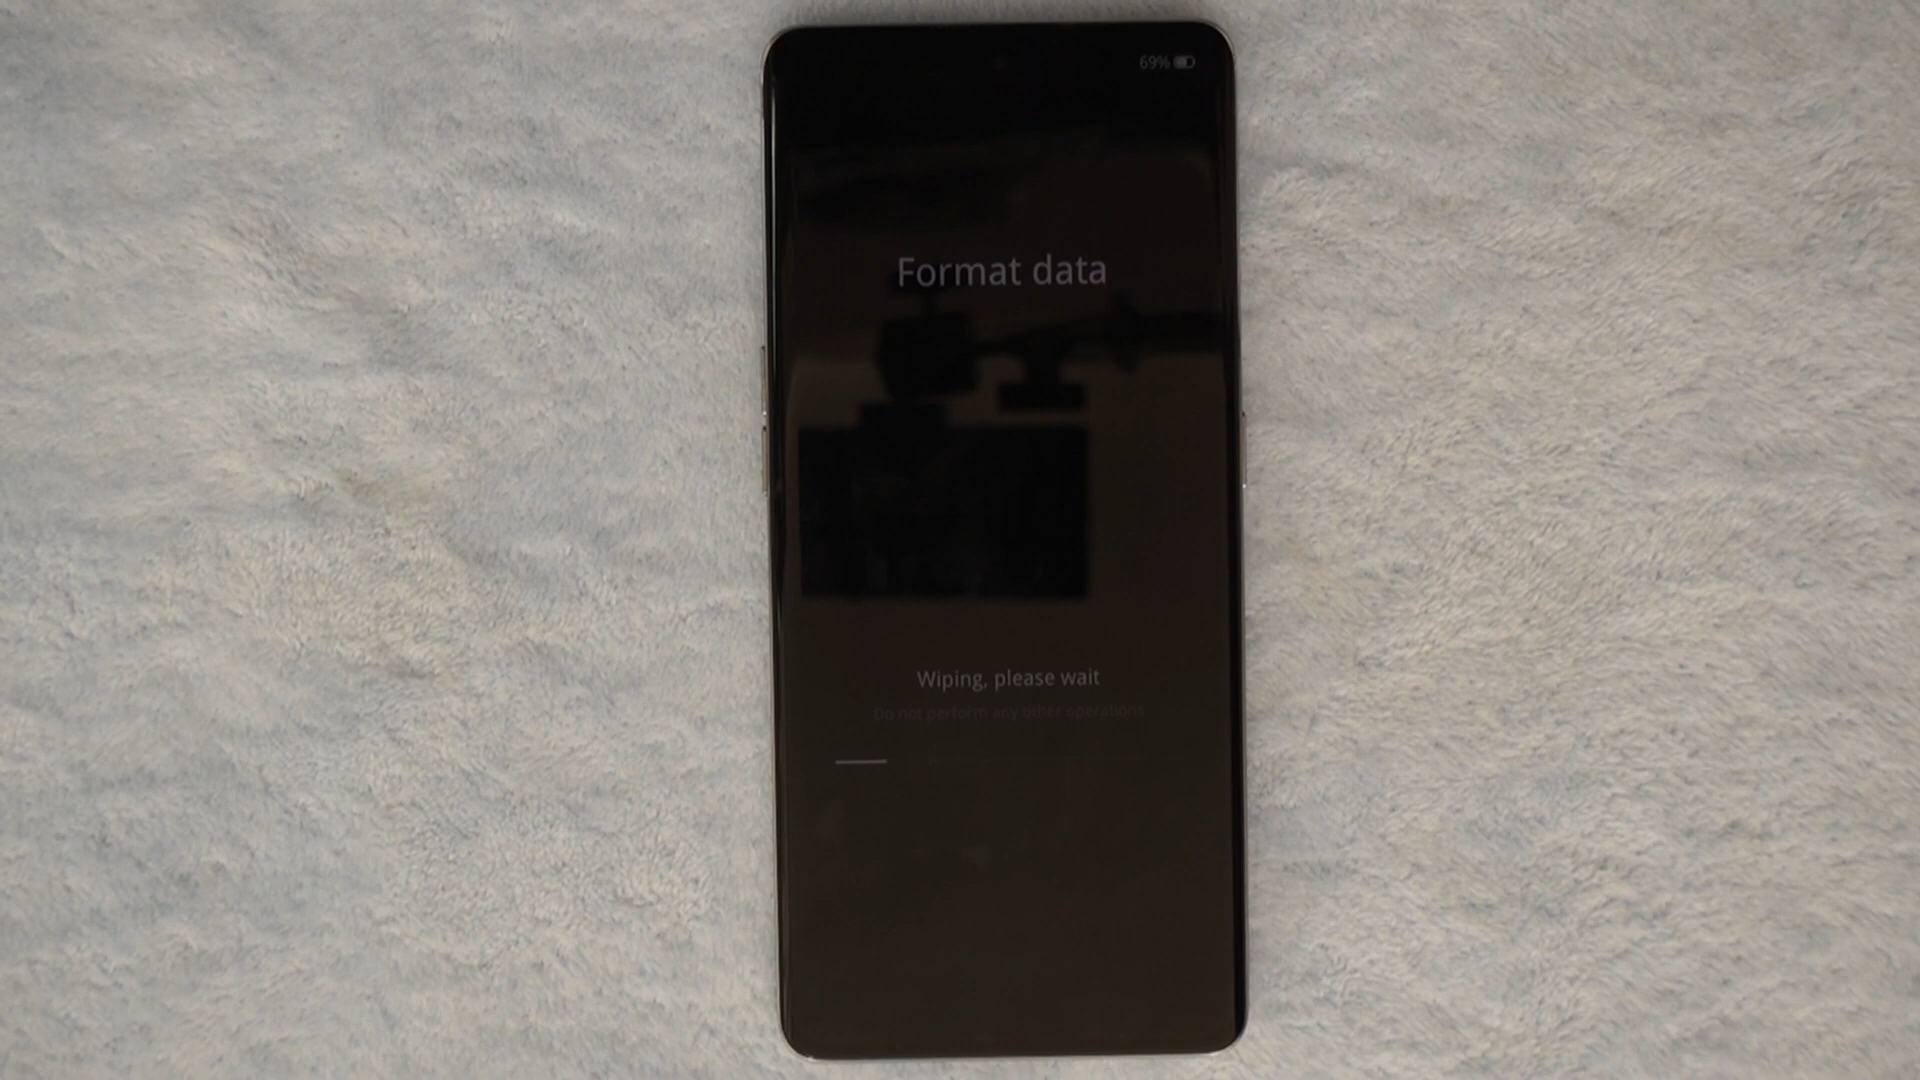 69%
Format data
Wiping, please wait
Do not perform any other operations